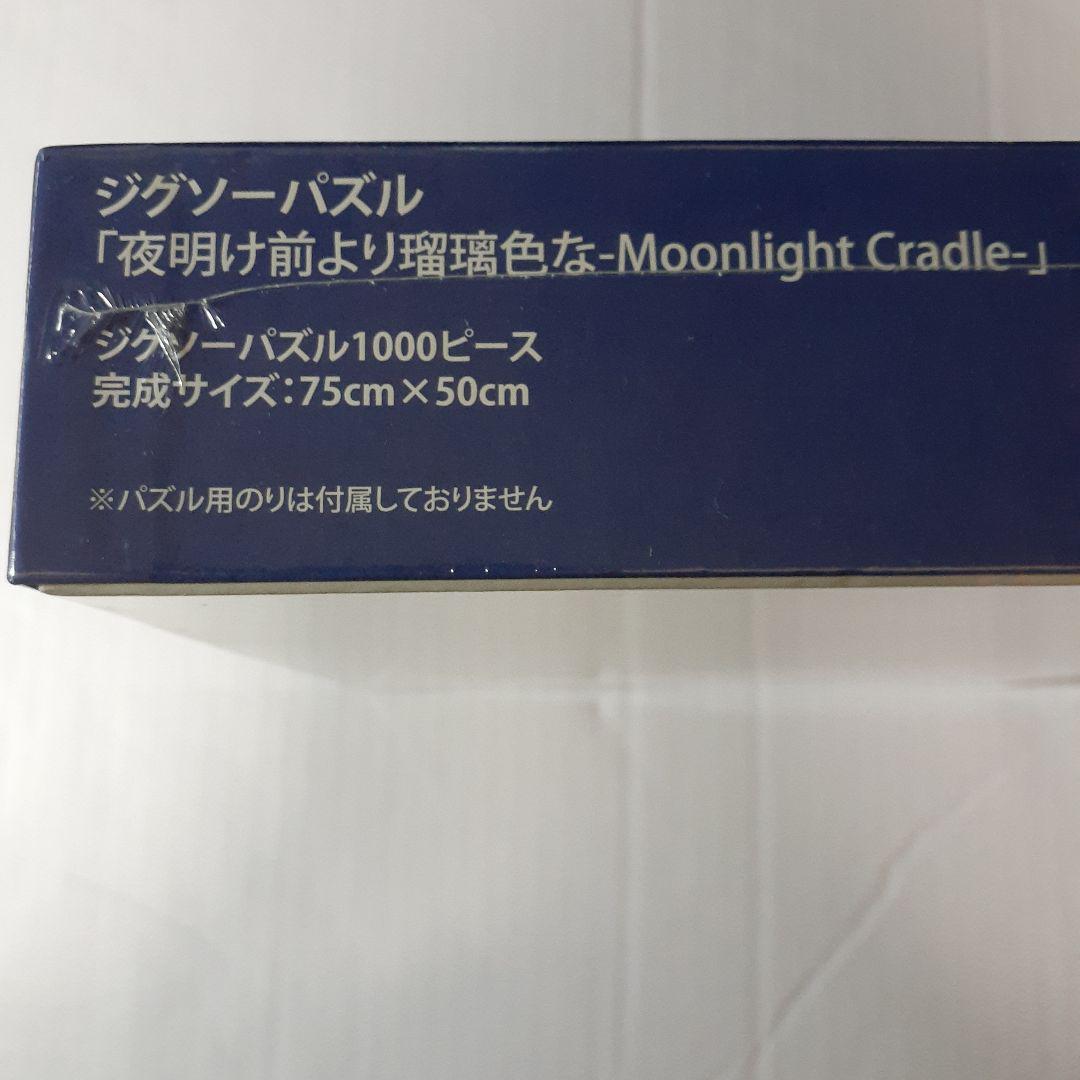 ジグソーパズル
「夜明け前より瑠璃色な-Moonlight Cradle-」
ジグソーパズル1000ピース
完成サイズ：75cm×50cm
※パズル用のりは付属しておりません